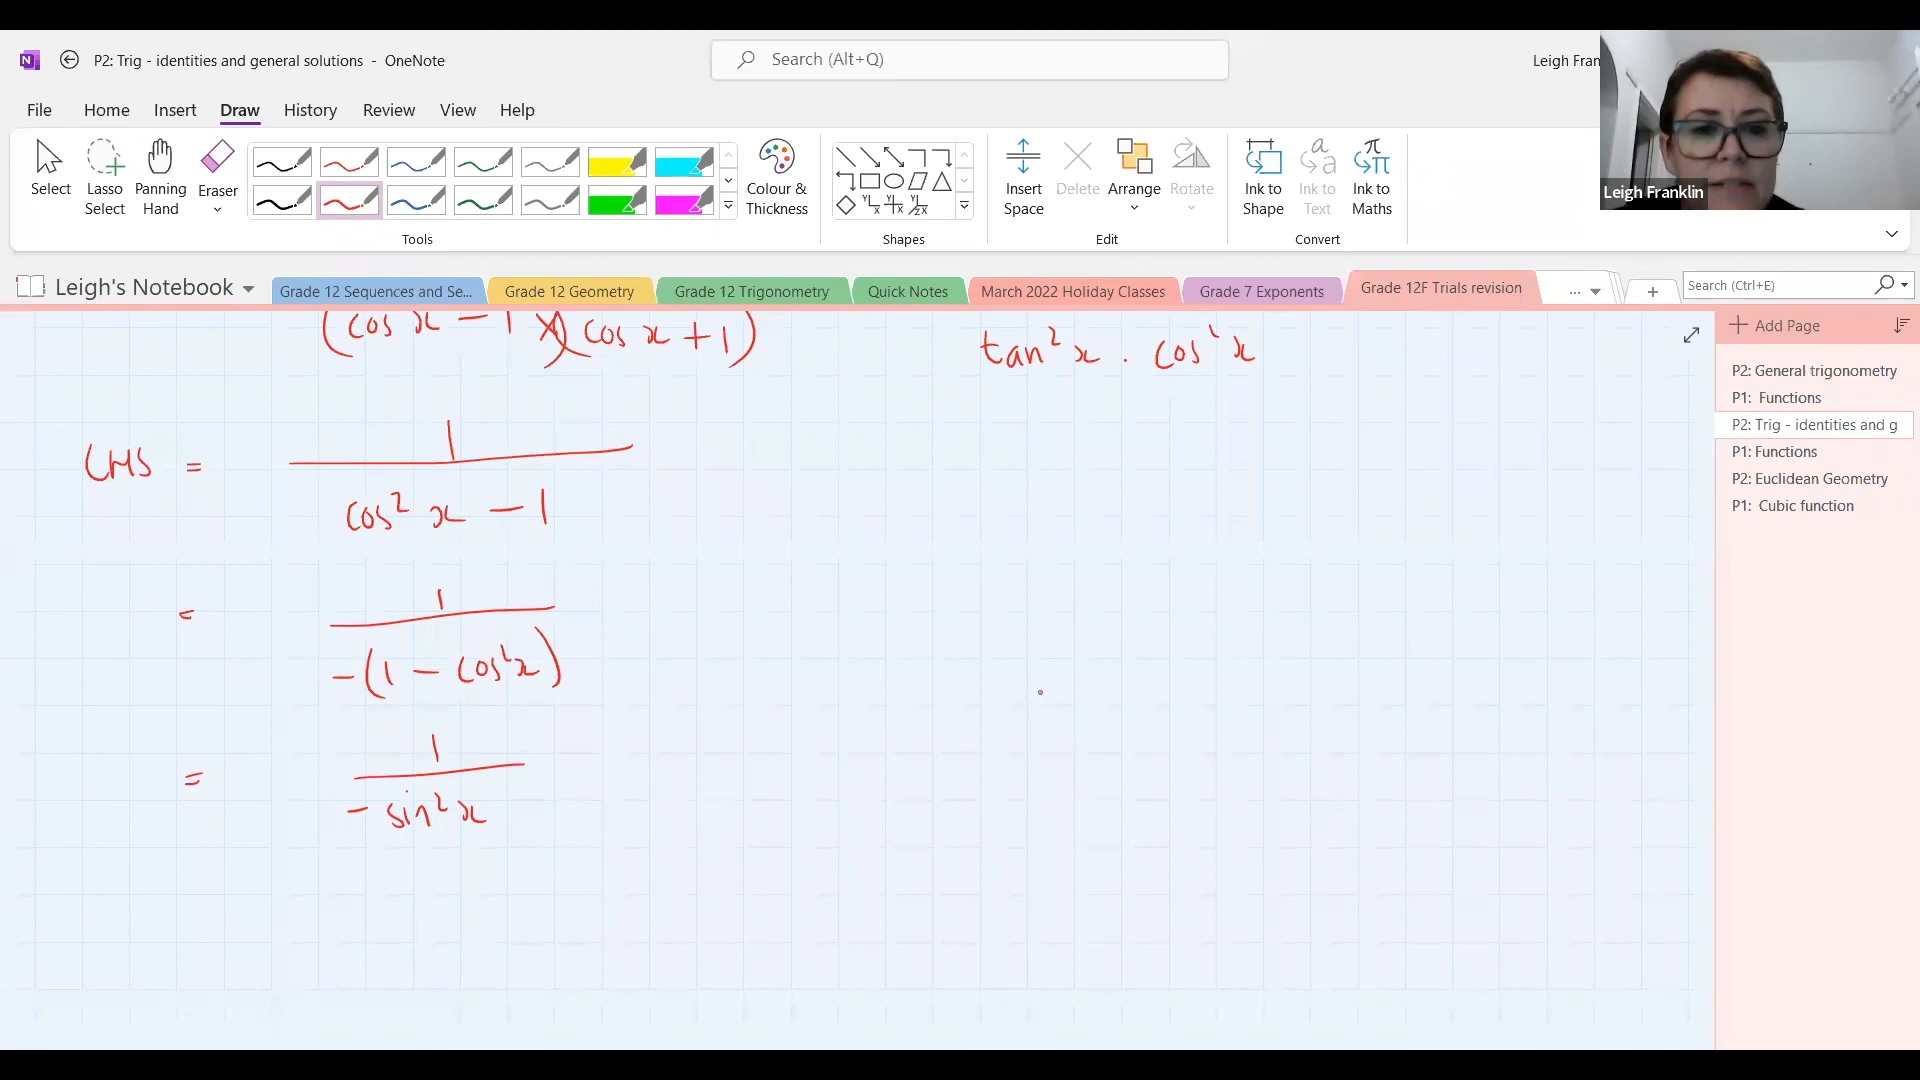 P2: Trig - identities and general solutions - OneNote
Search (Alt+Q)
Leigh Fran
File Home Insert Draw History Review View Help
Select
Lasso Select
Panning Hand
Eraser
Colour & Thickness
Insert Space
Delete
Arrange
Rotate
Ink to Shape
Ink to Text
Ink to Maths
Leigh Franklin
Tools Shapes Edit Convert
Leigh's Notebook
Grade 12 Sequences and Se...
Grade 12 Geometry
Grade 12 Trigonometry
Quick Notes
March 2022 Holiday Classes
Grade 7 Exponents
Grade 12F Trials revision
...
Search (Ctrl+E)
Add Page
P2: General trigonometry
P1: Functions
P2: Trig - identities and g
P1: Functions
P2: Euclidean Geometry
P1: Cubic function
(cos x - 1)(cos x + 1)
tan² x . cos² x
LHS =
1
cos² x - 1
=
1
-(1 - cos² x)
=
1
- sin² x